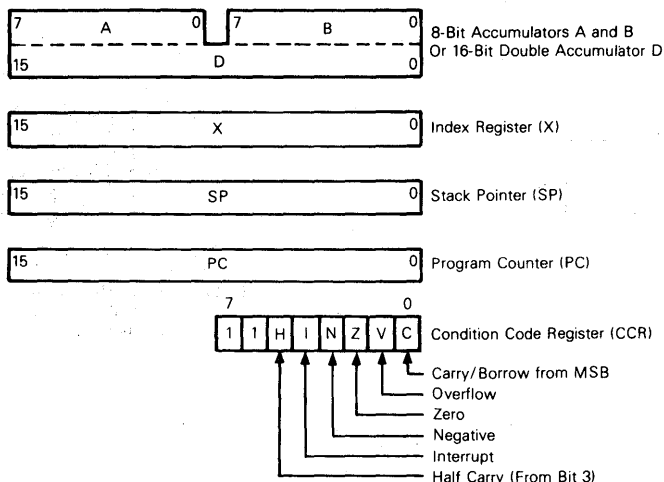 7 A 0 7 B 0
8-Bit Accumulators A and B
Or 16-Bit Double Accumulator D
15 D 0
15 X 0 Index Register (X)
15 SP 0 Stack Pointer (SP)
15 PC 0 Program Counter (PC)
7 0
1 1 H I N Z V C Condition Code Register (CCR)
Carry/Borrow from MSB
Overflow
Zero
Negative
Interrupt
Half Carry (From Bit 3)